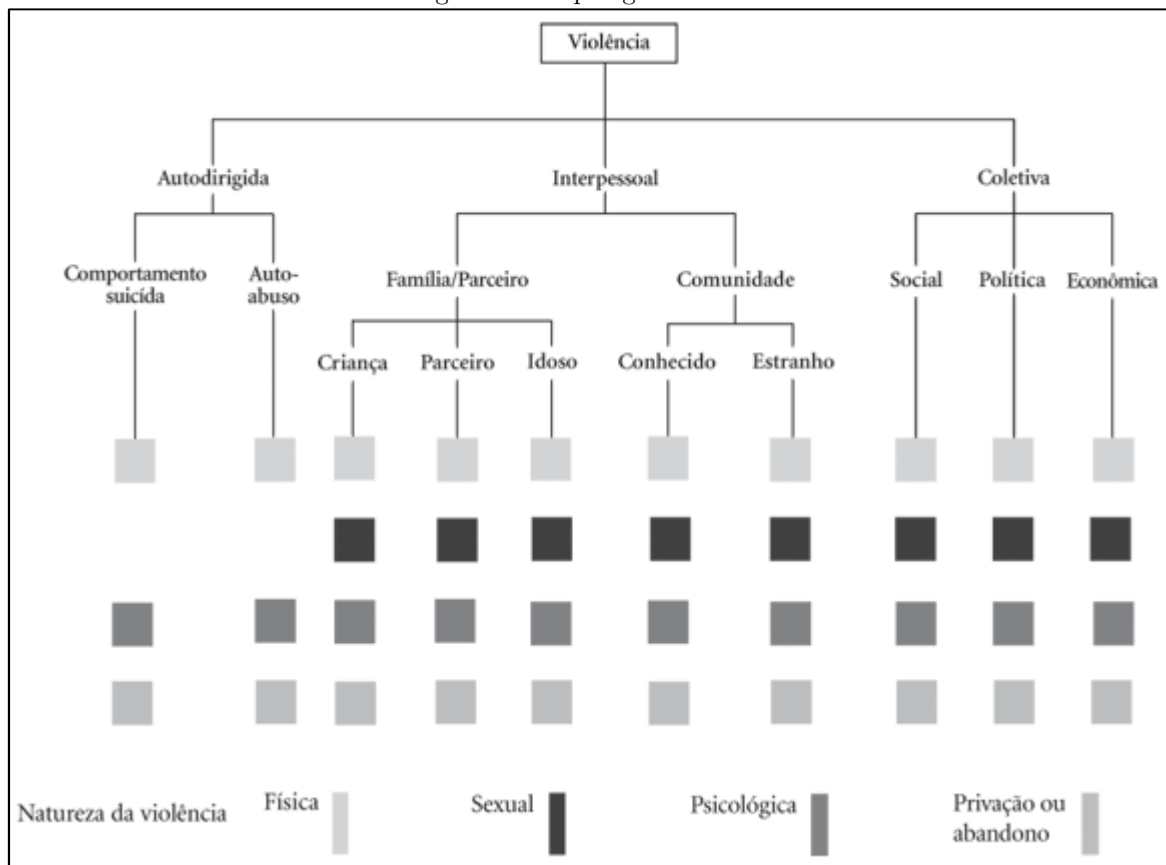 Violência
Autodirigida
Interpessoal
Coletiva
Comportamento
suicída
Auto-
abuso
Família/Parceiro
Comunidade
Social
Política
Econômica
Criança
Parceiro
Idoso
Conhecido
Estranho
Natureza da violência
Física
Sexual
Psicológica
Privação ou
abandono